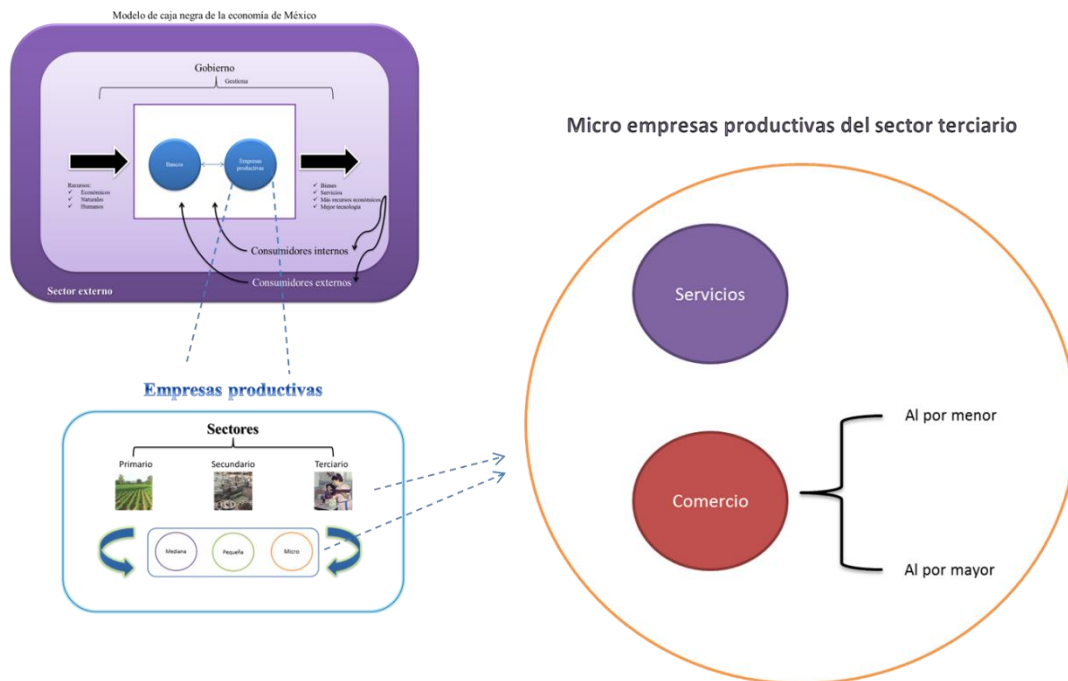 Modelo de caja negra de la economía de México
Gobierno
Gestiona
Bancos
Empresas
productivas
Recursos:
✓ Económicos
✓ Naturales
✓ Humanos
✓ Bienes
✓ Servicios
✓ Más recursos económicos
✓ Mejor tecnología
Consumidores internos
Consumidores externos
Sector externo
Empresas productivas
Sectores
Primario
Secundario
Terciario
Mediana
Pequeña
Micro
Micro empresas productivas del sector terciario
Servicios
Comercio
Al por menor
Al por mayor